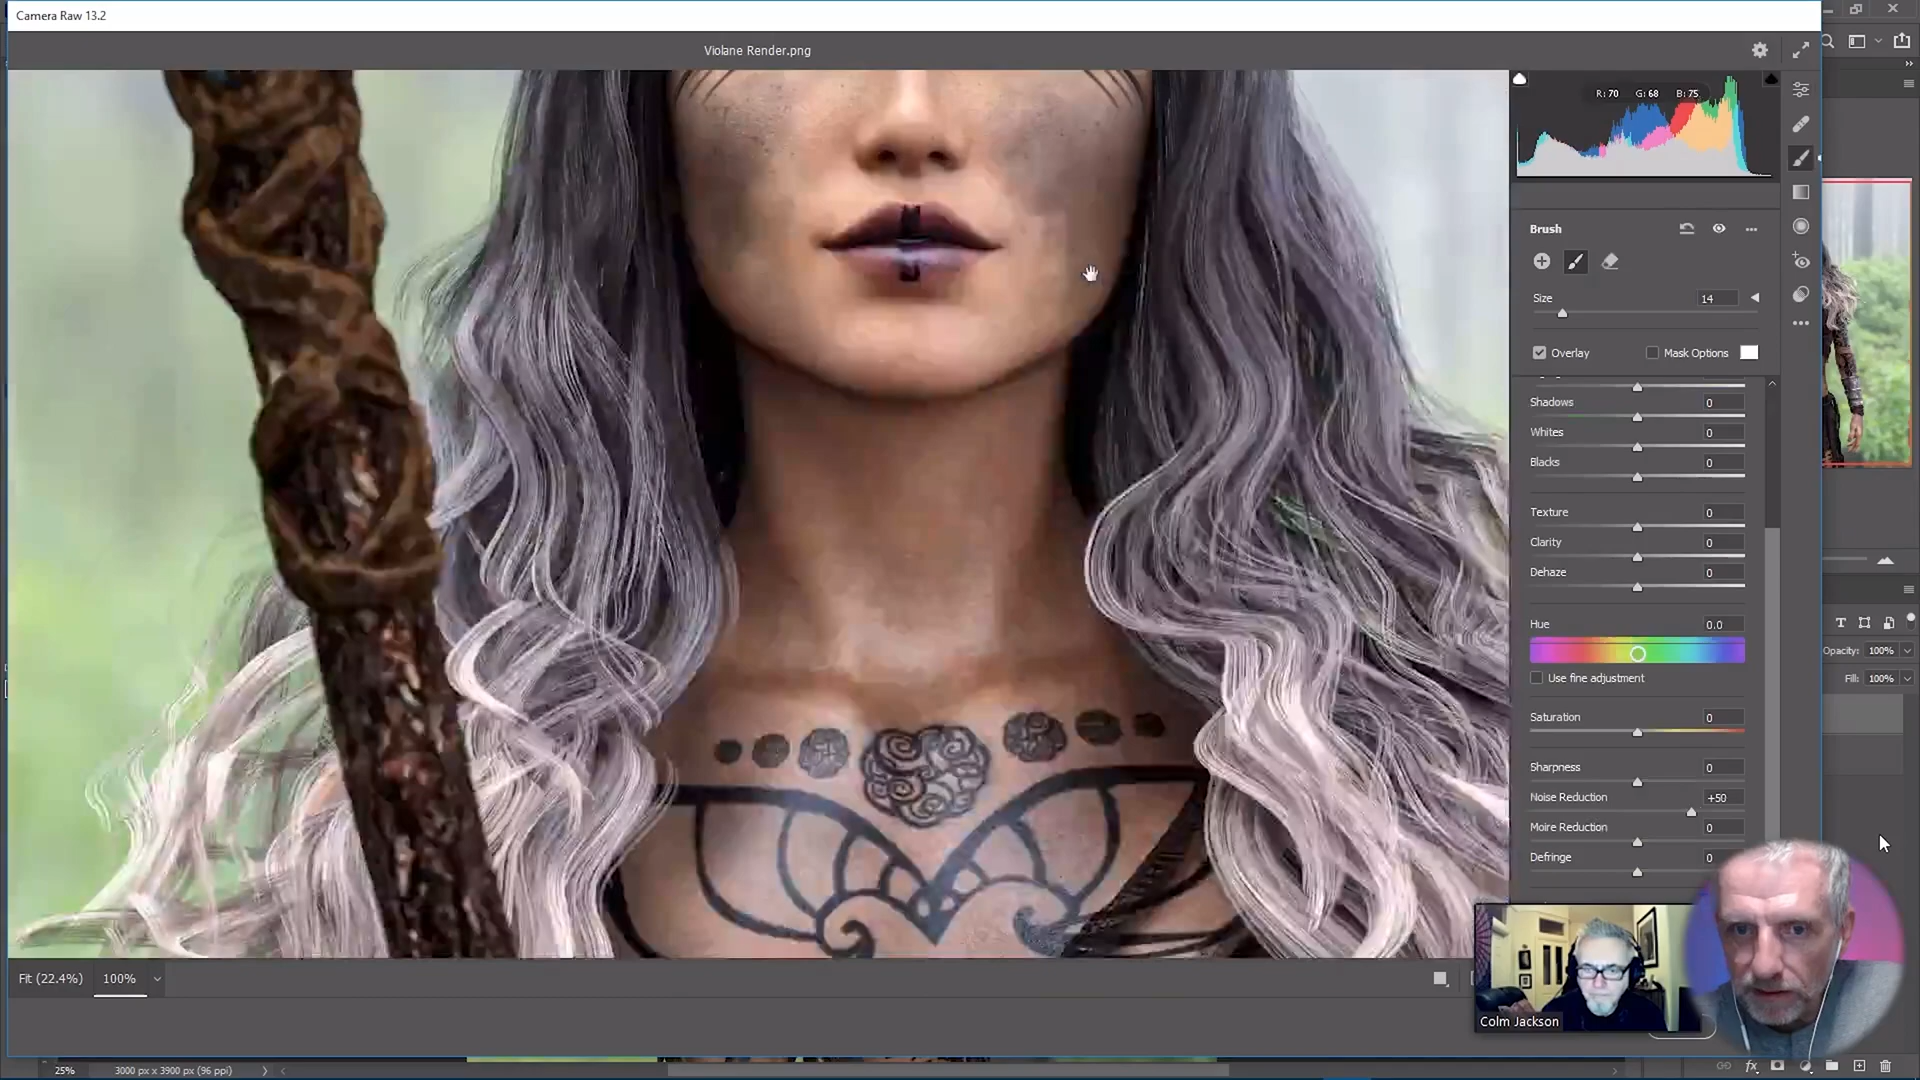 Camera Raw 13.2
Violane Render.png
R: 70 G: 68 B: 75
Brush
Size 14
Overlay Mask Options
Shadows 0
Whites 0
Blacks 0
Texture 0
Clarity 0
Dehaze 0
Hue 0.0
Use fine adjustment
Saturation 0
Sharpness 0
Noise Reduction +50
Moire Reduction 0
Defringe 0
Opacity: 100%
Fill: 100%
Fit (22.4%) 100%
Colm Jackson
25% 3000 px x 3900 px (96 ppi)